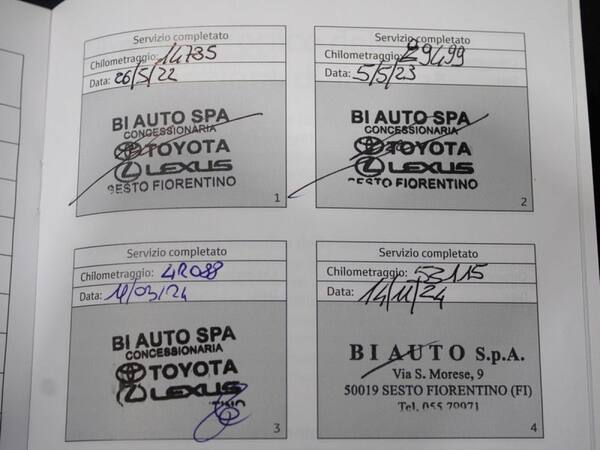 Servizio completato
Chilometraggio: 14735
Data: 26/5/22
BI AUTO SPA
CONCESSIONARIA
TOYOTA
LEXUS
SESTO FIORENTINO
1
Servizio completato
Chilometraggio: 29499
Data: 5/5/23
BI AUTO SPA
CONCESSIONARIA
TOYOTA
LEXUS
SESTO FIORENTINO
2
Servizio completato
Chilometraggio: 42088
Data: /03/24
BI AUTO SPA
CONCESSIONARIA
TOYOTA
LEXUS
3
Servizio completato
Chilometraggio: 53115
Data: 14/11/24
BI AUTO S.p.A.
Via S. Morese, 9
50019 SESTO FIORENTINO (FI)
Tel. 055 79971
4